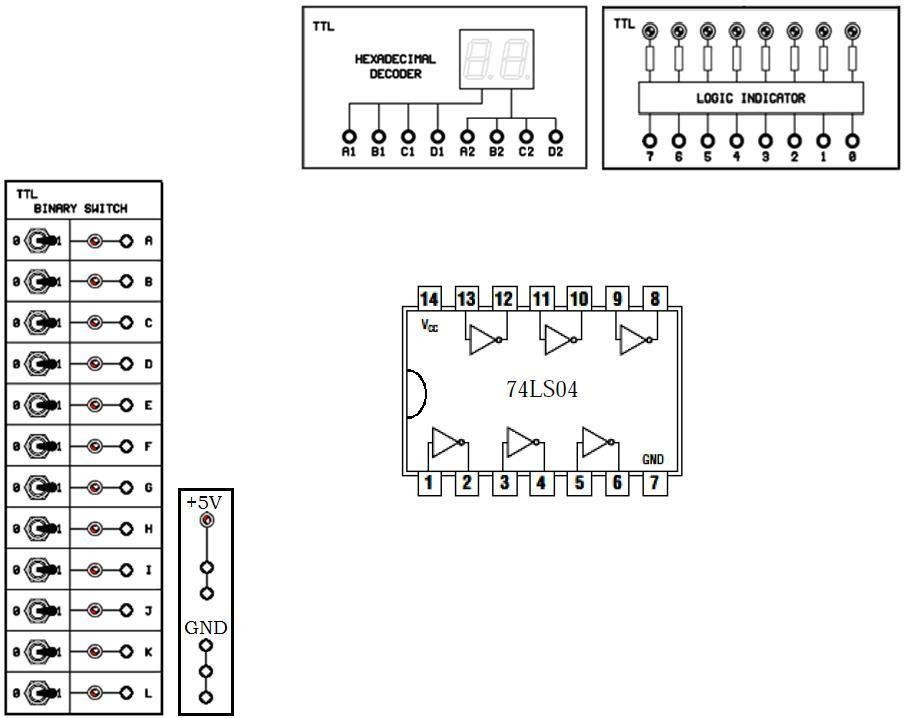 TTL
HEXADECIMAL
DECODER
A1 B1 C1 D1 A2 B2 C2 D2
TTL
LOGIC INDICATOR
7 6 5 4 3 2 1 0
TTL
BINARY SWITCH
0 1 A
0 1 B
0 1 C
0 1 D
0 1 E
0 1 F
0 1 G
0 1 H
0 1 I
0 1 J
0 1 K
0 1 L
+5V
GND
14 13 12 11 10 9 8
VCC
74LS04
GND
1 2 3 4 5 6 7